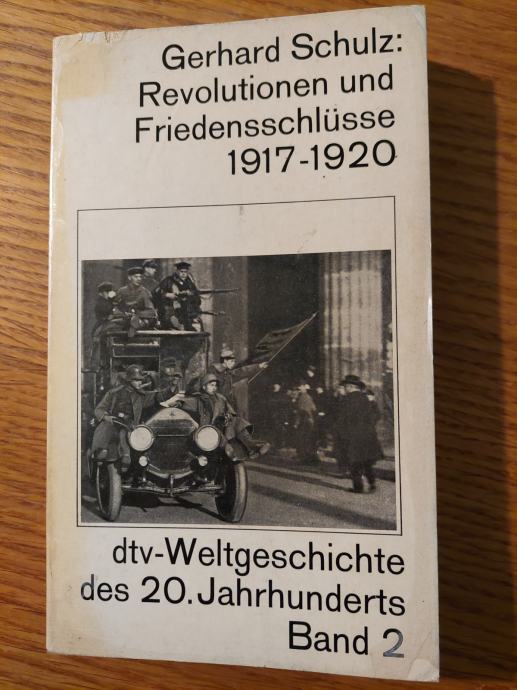 Gerhard Schulz:
Revolutionen und
Friedensschlüsse
1917-1920
dtv-Weltgeschichte
des 20. Jahrhunderts
Band 2